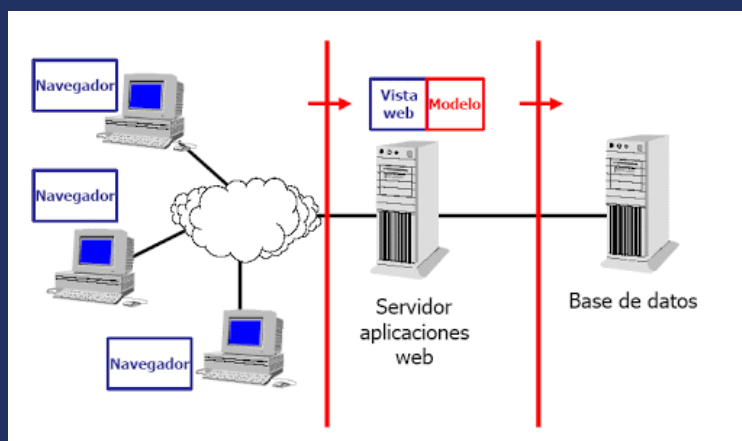 Navegador
Navegador
Navegador
Vista
web
Modelo
Servidor
aplicaciones
web
Base de datos